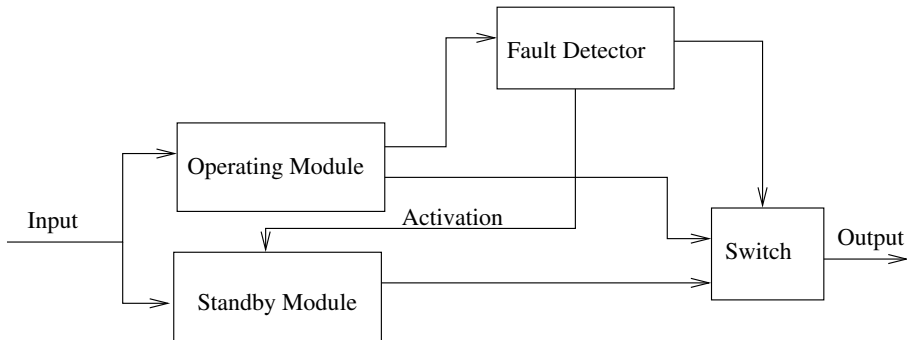 Fault Detector
Operating Module
Input
Activation
Switch
Output
Standby Module